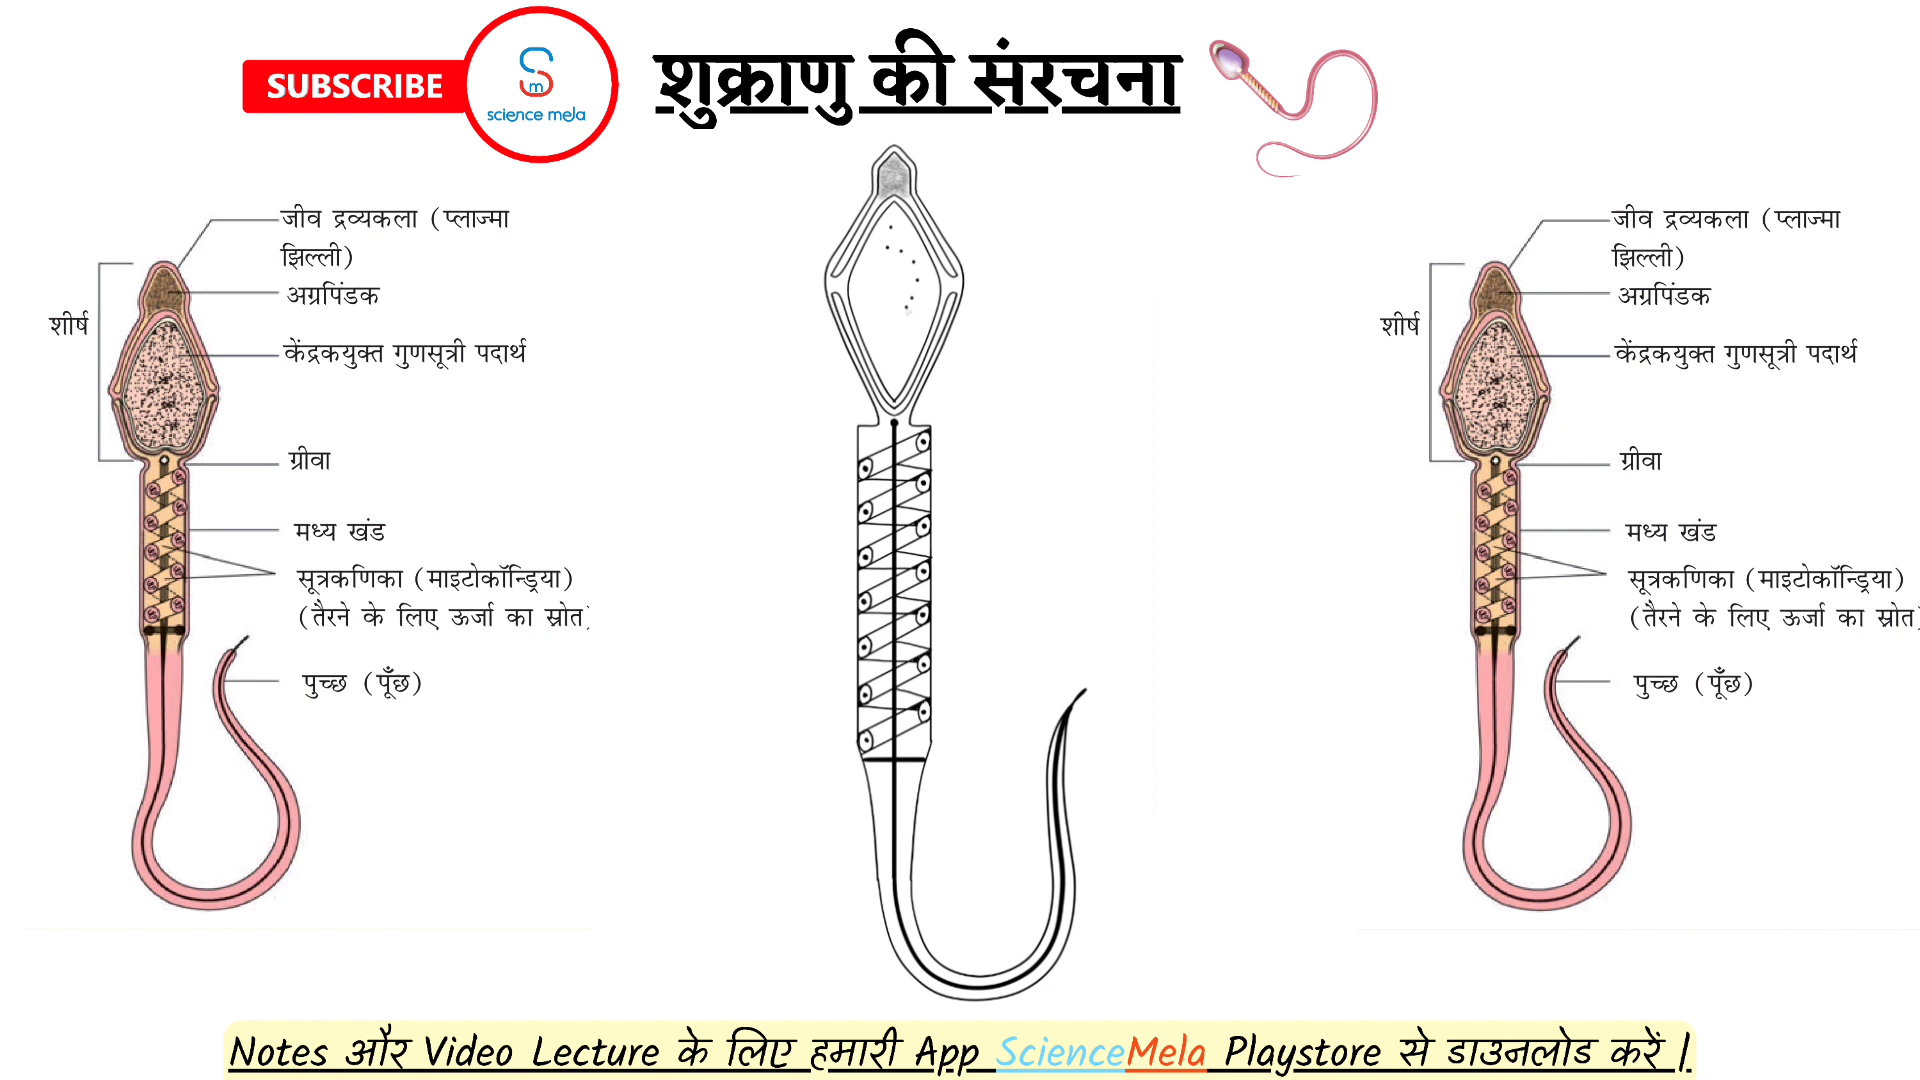 SUBSCRIBE
Sm
science mela
शुक्राणु की संरचना
जीव द्रव्यकला (प्लाज्मा
झिल्ली)
अग्रपिंडक
शीर्ष
केंद्रकयुक्त गुणसूत्री पदार्थ
ग्रीवा
मध्य खंड
सूत्रकणिका (माइटोकॉन्ड्रिया)
(तैरने के लिए ऊर्जा का स्रोत)
पुच्छ (पूँछ)
जीव द्रव्यकला (प्लाज्मा
झिल्ली)
अग्रपिंडक
शीर्ष
केंद्रकयुक्त गुणसूत्री पदार्थ
ग्रीवा
मध्य खंड
सूत्रकणिका (माइटोकॉन्ड्रिया)
(तैरने के लिए ऊर्जा का स्रोत)
पुच्छ (पूँछ)
Notes और Video Lecture के लिए हमारी App ScienceMela Playstore से डाउनलोड करें |